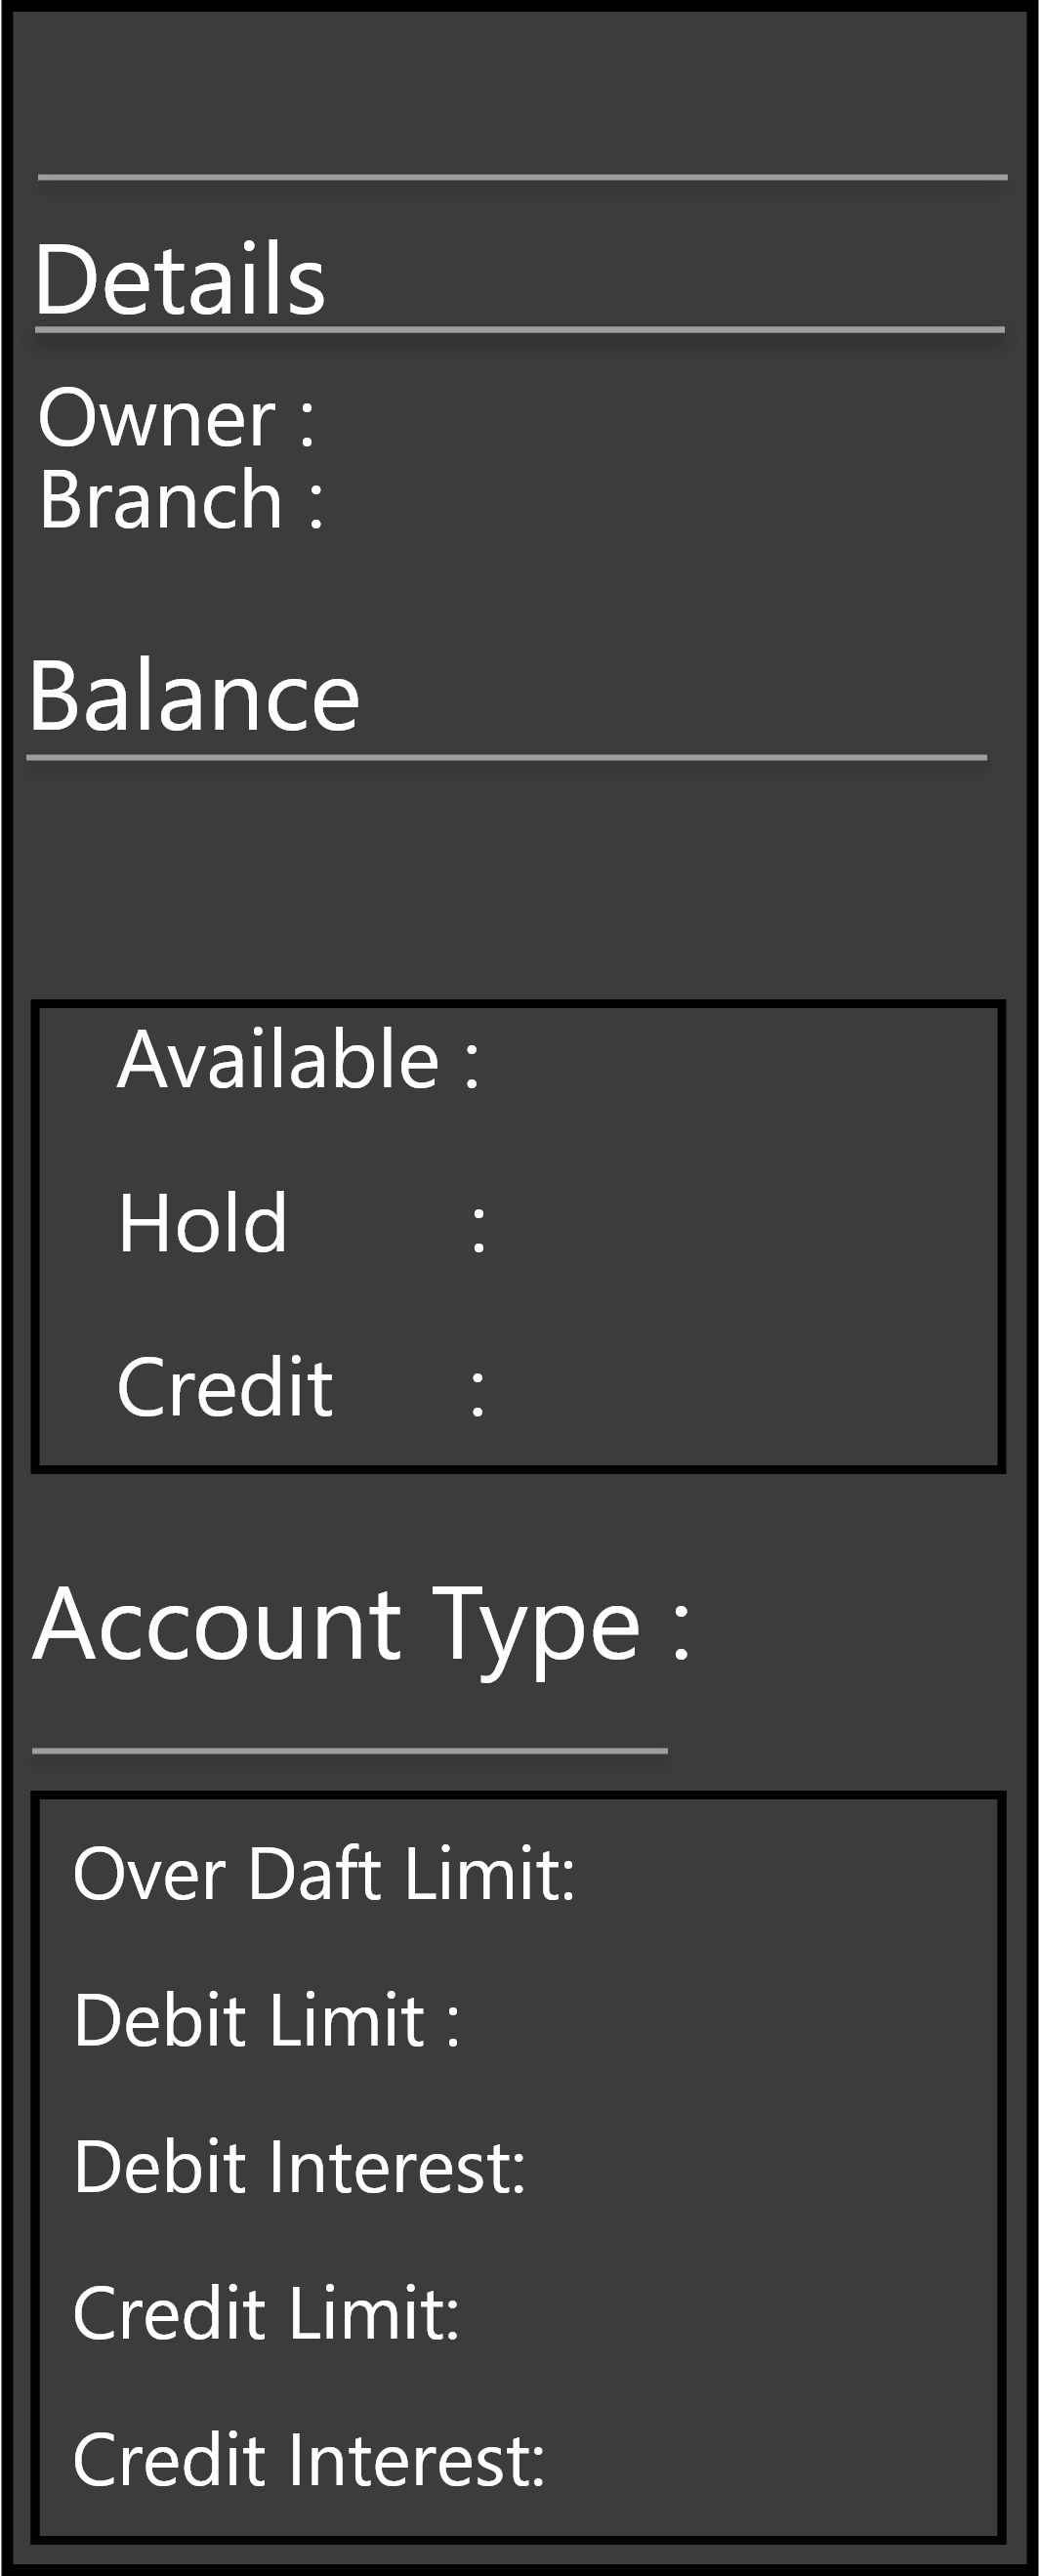 Details
Owner :
Branch :
Balance
Available :
Hold :
Credit :
Account Type :
Over Daft Limit:
Debit Limit :
Debit Interest:
Credit Limit:
Credit Interest: